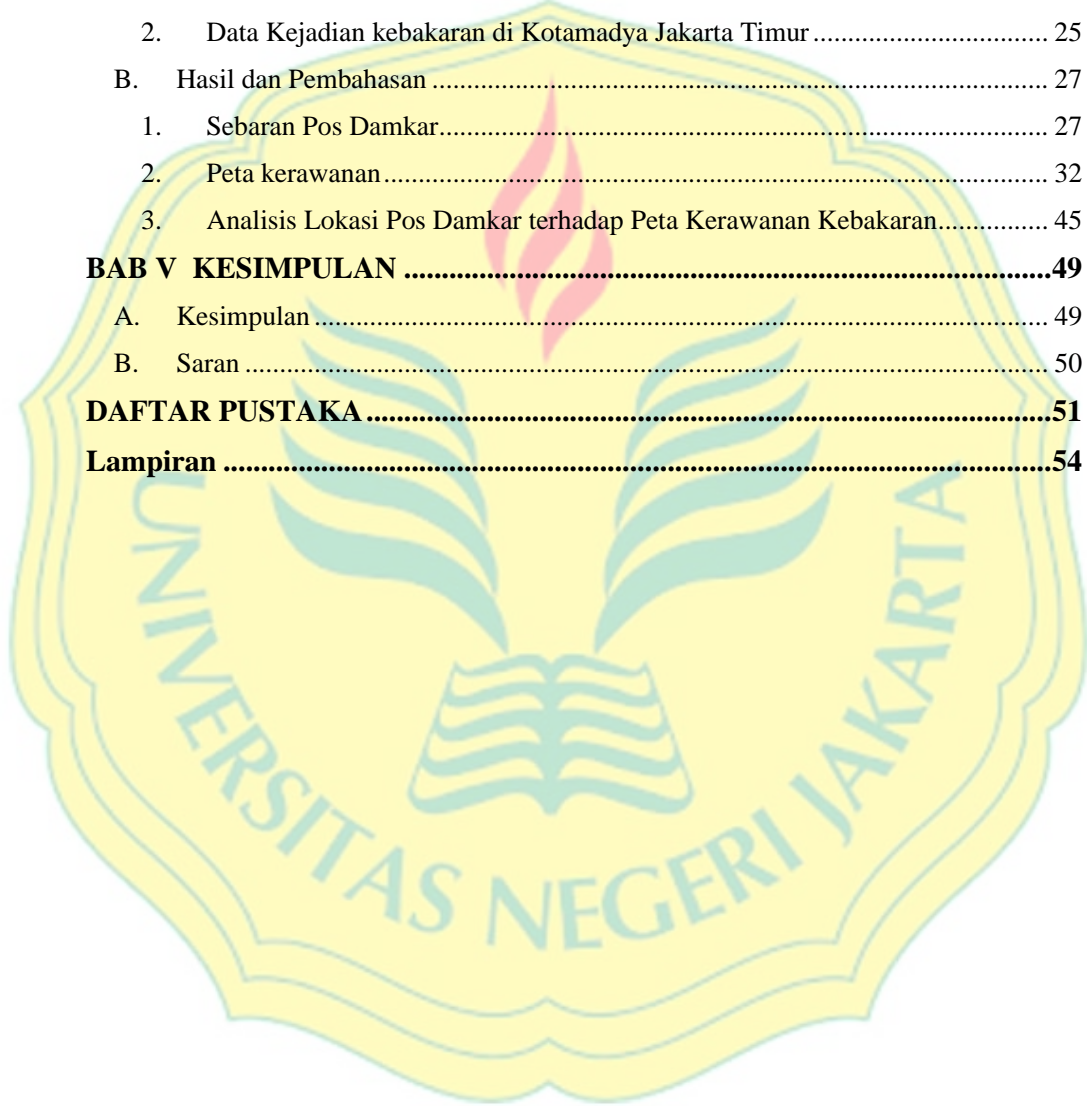 2. Data Kejadian kebakaran di Kotamadya Jakarta Timur ................................ 25
B. Hasil dan Pembahasan ................................ 27
1. Sebaran Pos Damkar ................................ 27
2. Peta kerawanan ................................ 32
3. Analisis Lokasi Pos Damkar terhadap Peta Kerawanan Kebakaran ................ 45
BAB V KESIMPULAN ................................ 49
A. Kesimpulan ................................ 49
B. Saran ................................ 50
DAFTAR PUSTAKA ................................ 51
Lampiran ................................ 54
UNIVERSITAS NEGERI JAKARTA